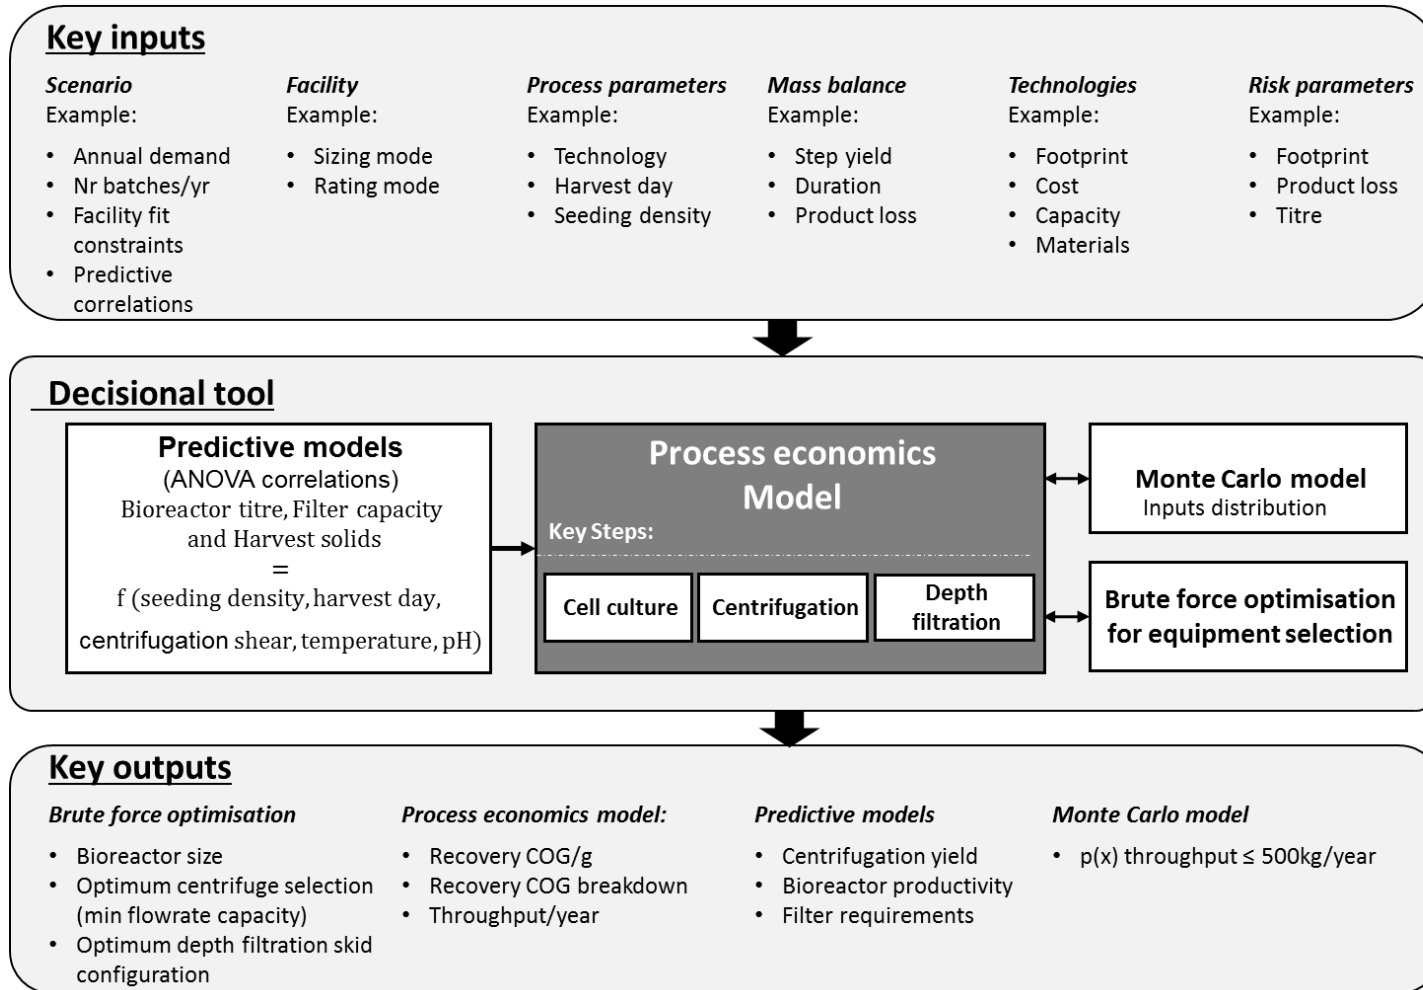 Key inputs
Scenario
Example:
• Annual demand
• Nr batches/yr
• Facility fit
constraints
• Predictive
correlations
Facility
Example:
• Sizing mode
• Rating mode
Process parameters
Example:
• Technology
• Harvest day
• Seeding density
Mass balance
Example:
• Step yield
• Duration
• Product loss
Technologies
Example:
• Footprint
• Cost
• Capacity
• Materials
Risk parameters
Example:
• Footprint
• Product loss
• Titre
Decisional tool
Predictive models
(ANOVA correlations)
Bioreactor titre, Filter capacity
and Harvest solids
=
f (seeding density, harvest day,
centrifugation shear, temperature, pH)
Process economics
Model
Key Steps:
Cell culture
Centrifugation
Depth
filtration
Monte Carlo model
Inputs distribution
Brute force optimisation
for equipment selection
Key outputs
Brute force optimisation
• Bioreactor size
• Optimum centrifuge selection
(min flowrate capacity)
• Optimum depth filtration skid
configuration
Process economics model:
• Recovery COG/g
• Recovery COG breakdown
• Throughput/year
Predictive models
• Centrifugation yield
• Bioreactor productivity
• Filter requirements
Monte Carlo model
• p(x) throughput ≤ 500kg/year